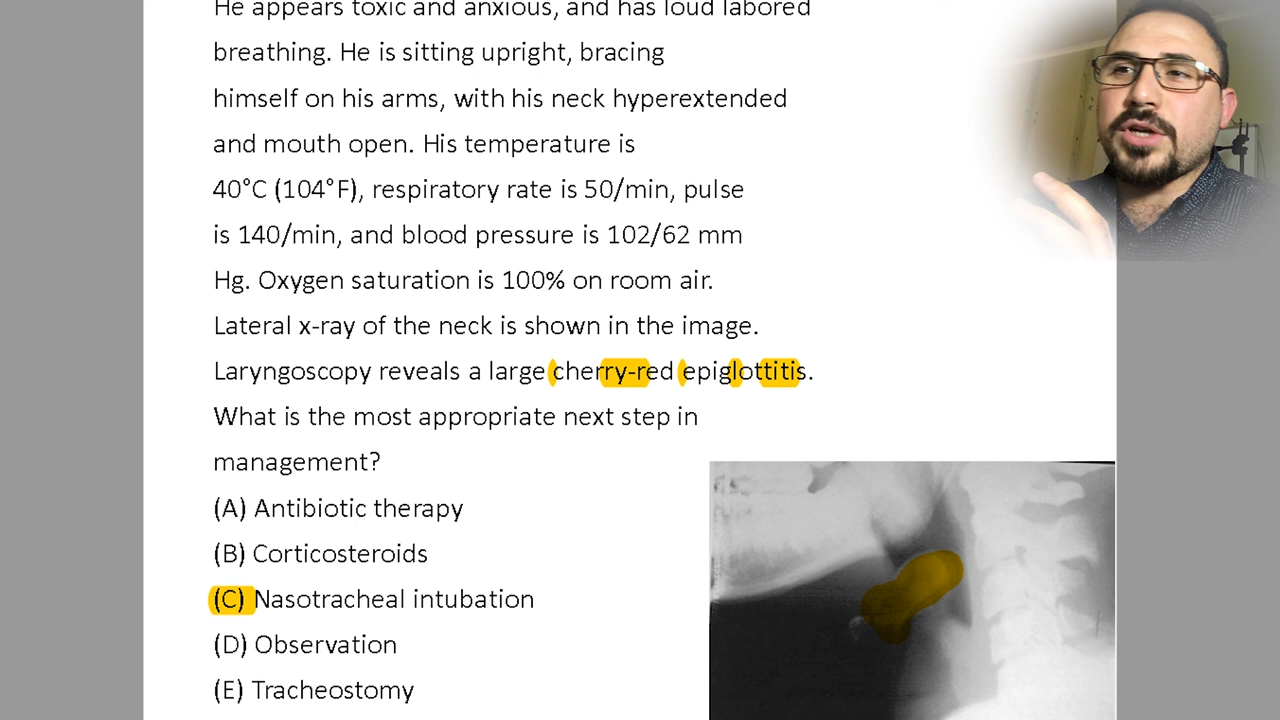 He appears toxic and anxious, and has loud labored
breathing. He is sitting upright, bracing
himself on his arms, with his neck hyperextended
and mouth open. His temperature is
40°C (104°F), respiratory rate is 50/min, pulse
is 140/min, and blood pressure is 102/62 mm
Hg. Oxygen saturation is 100% on room air.
Lateral x-ray of the neck is shown in the image.
Laryngoscopy reveals a large cherry-red epiglottitis.
What is the most appropriate next step in
management?
(A) Antibiotic therapy
(B) Corticosteroids
(C) Nasotracheal intubation
(D) Observation
(E) Tracheostomy